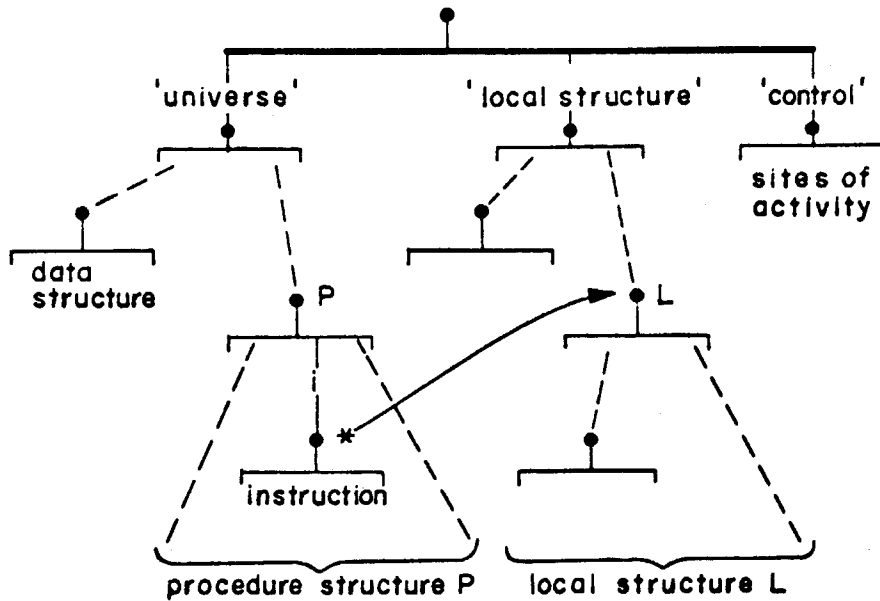 'universe'
'local structure'
'control'
sites of
activity
data
structure
P
L
*
instruction
procedure structure P
local structure L